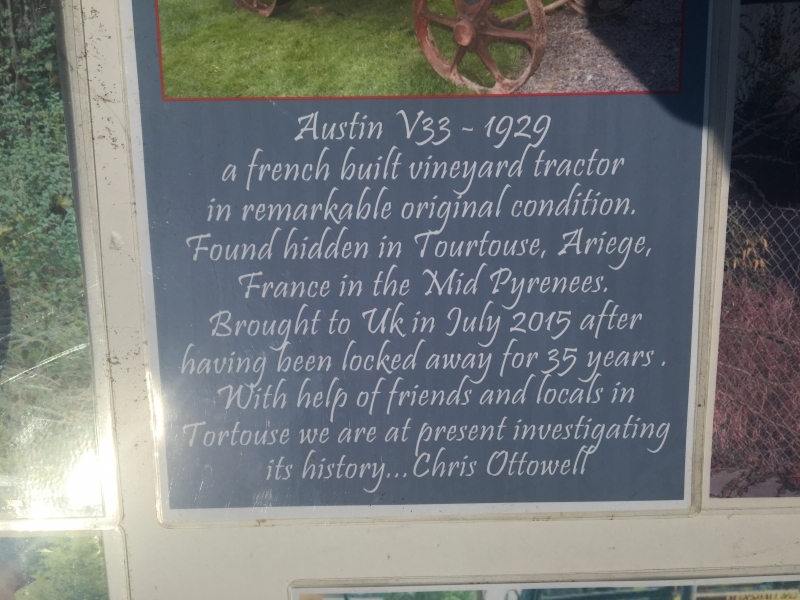 Austin V33 - 1929
a french built vineyard tractor
in remarkable original condition.
Found hidden in Tourtouse, Ariege,
France in the Mid Pyrenees.
Brought to Uk in July 2015 after
having been locked away for 35 years .
With help of friends and locals in
Tortouse we are at present investigating
its history...Chris Ottowell